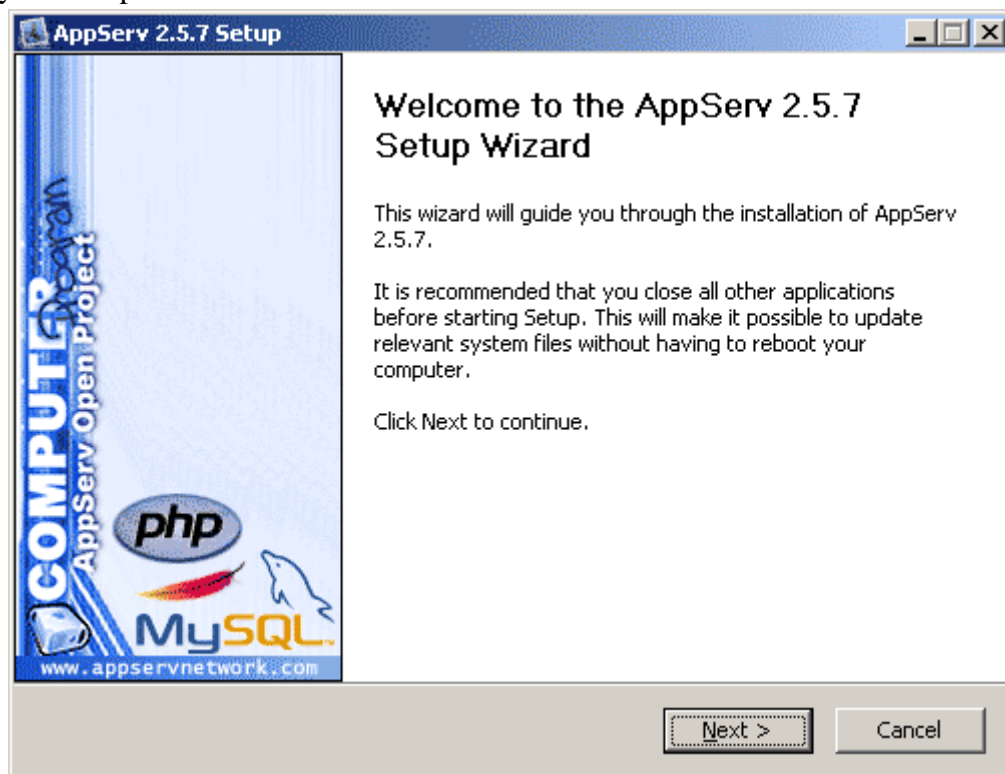 AppServ 2.5.7 Setup
Welcome to the AppServ 2.5.7
Setup Wizard
This wizard will guide you through the installation of AppServ
2.5.7.
It is recommended that you close all other applications
before starting Setup. This will make it possible to update
relevant system files without having to reboot your
computer.
Click Next to continue.
COMPUTER
Program
AppServ Open Project
php
MySQL
www.appservnetwork.com
Next >
Cancel